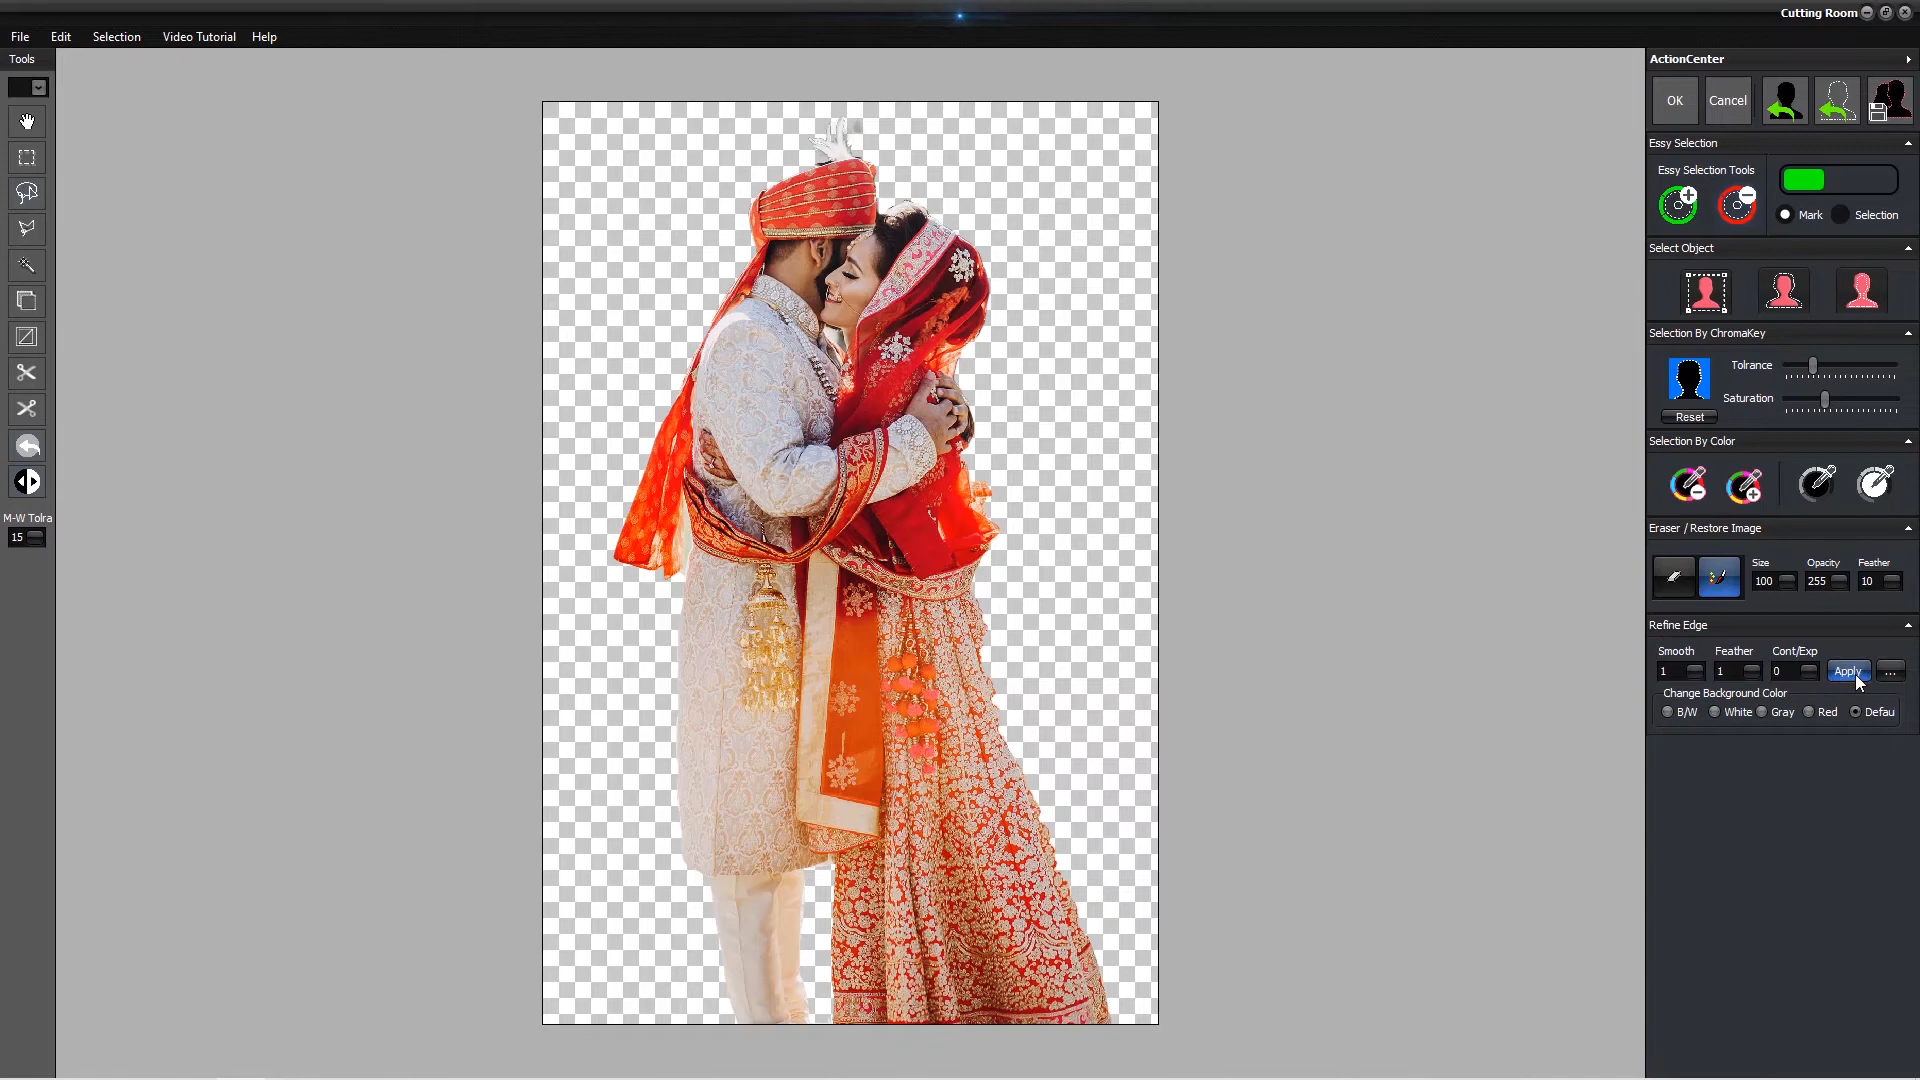 Cutting Room
File Edit Selection Video Tutorial Help
Tools
ActionCenter
OK Cancel
Essy Selection
Essy Selection Tools
Mark Selection
Select Object
Selection By ChromaKey
Tolrance
Saturation
Reset
Selection By Color
M-W Tolra
15
Eraser / Restore Image
Size Opacity Feather
100 255 10
Refine Edge
Smooth Feather Cont/Exp
1 1 0 Apply ...
Change Background Color
B/W White Gray Red Defau